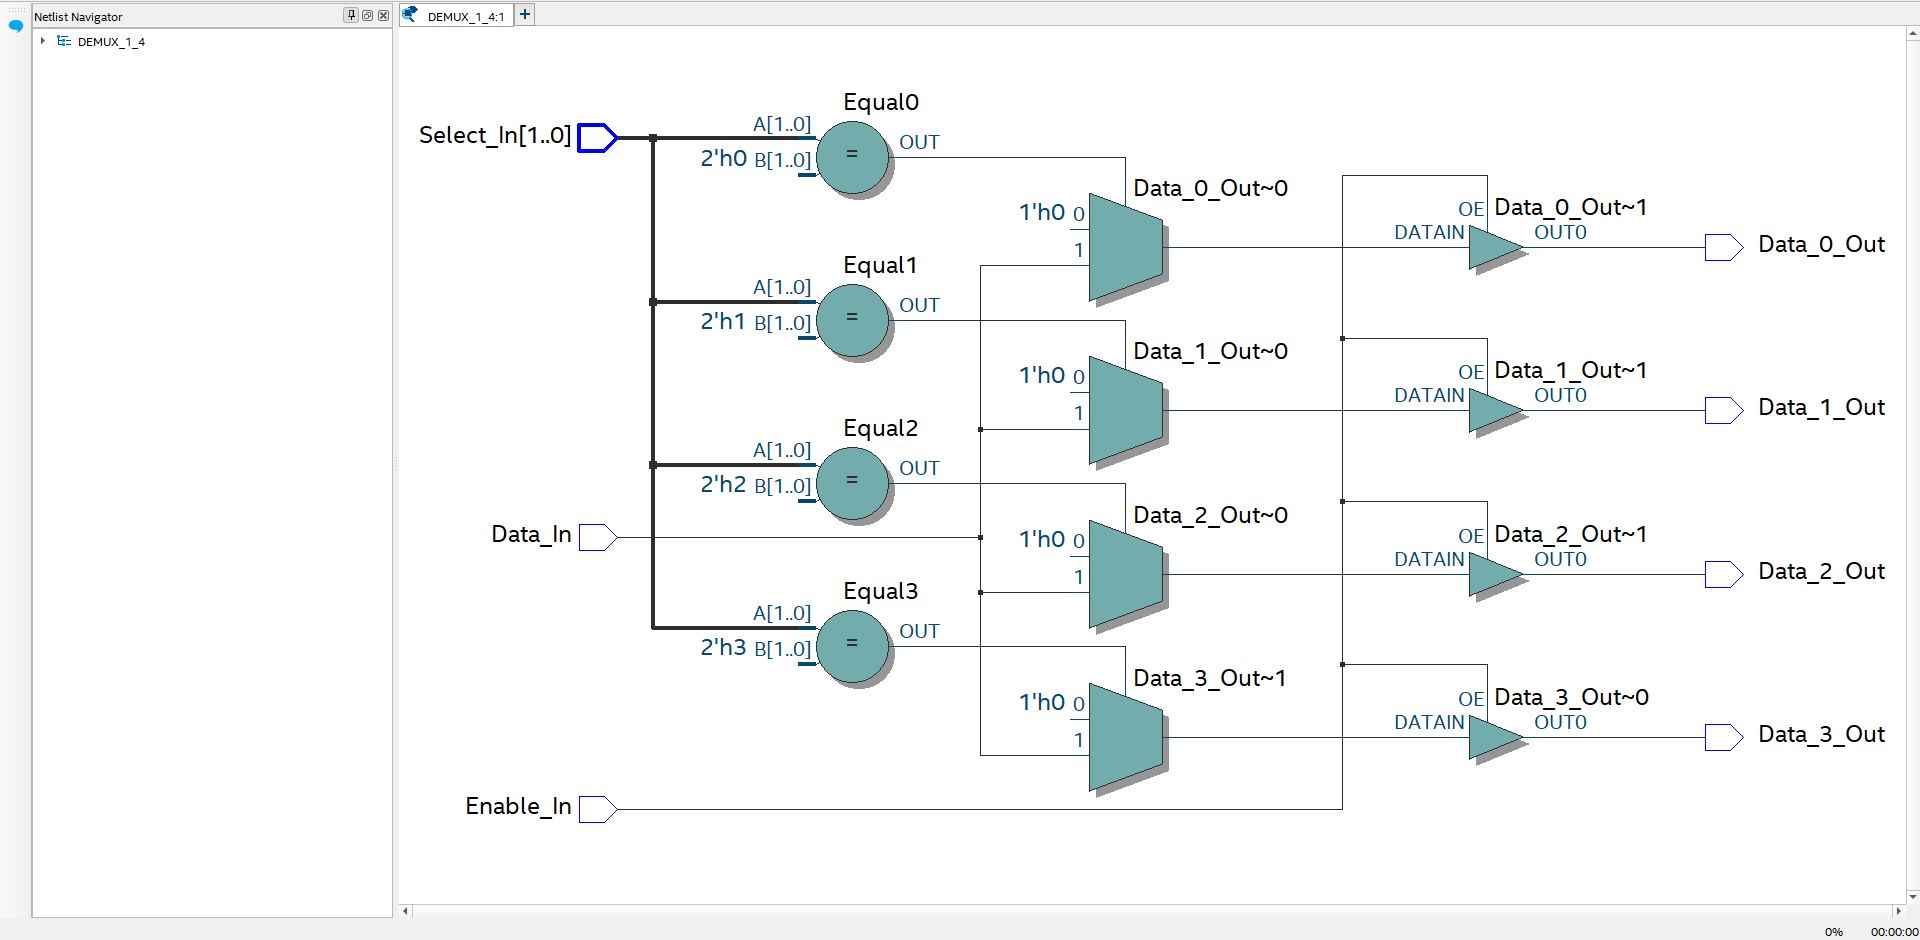 Netlist Navigator
DEMUX_1_4
DEMUX_1_4:1
+
Select_In[1..0]
Equal0
A[1..0]
2'h0 B[1..0]
=
OUT
Data_0_Out~0
1'h0 0
1
OE
Data_0_Out~1
DATAIN
OUT0
Data_0_Out
Equal1
A[1..0]
2'h1 B[1..0]
=
OUT
Data_1_Out~0
1'h0 0
1
OE
Data_1_Out~1
DATAIN
OUT0
Data_1_Out
Equal2
A[1..0]
2'h2 B[1..0]
=
OUT
Data_In
Data_2_Out~0
1'h0 0
1
OE
Data_2_Out~1
DATAIN
OUT0
Data_2_Out
Equal3
A[1..0]
2'h3 B[1..0]
=
OUT
Data_3_Out~1
1'h0 0
1
OE
Data_3_Out~0
DATAIN
OUT0
Data_3_Out
Enable_In
0%
00:00:00